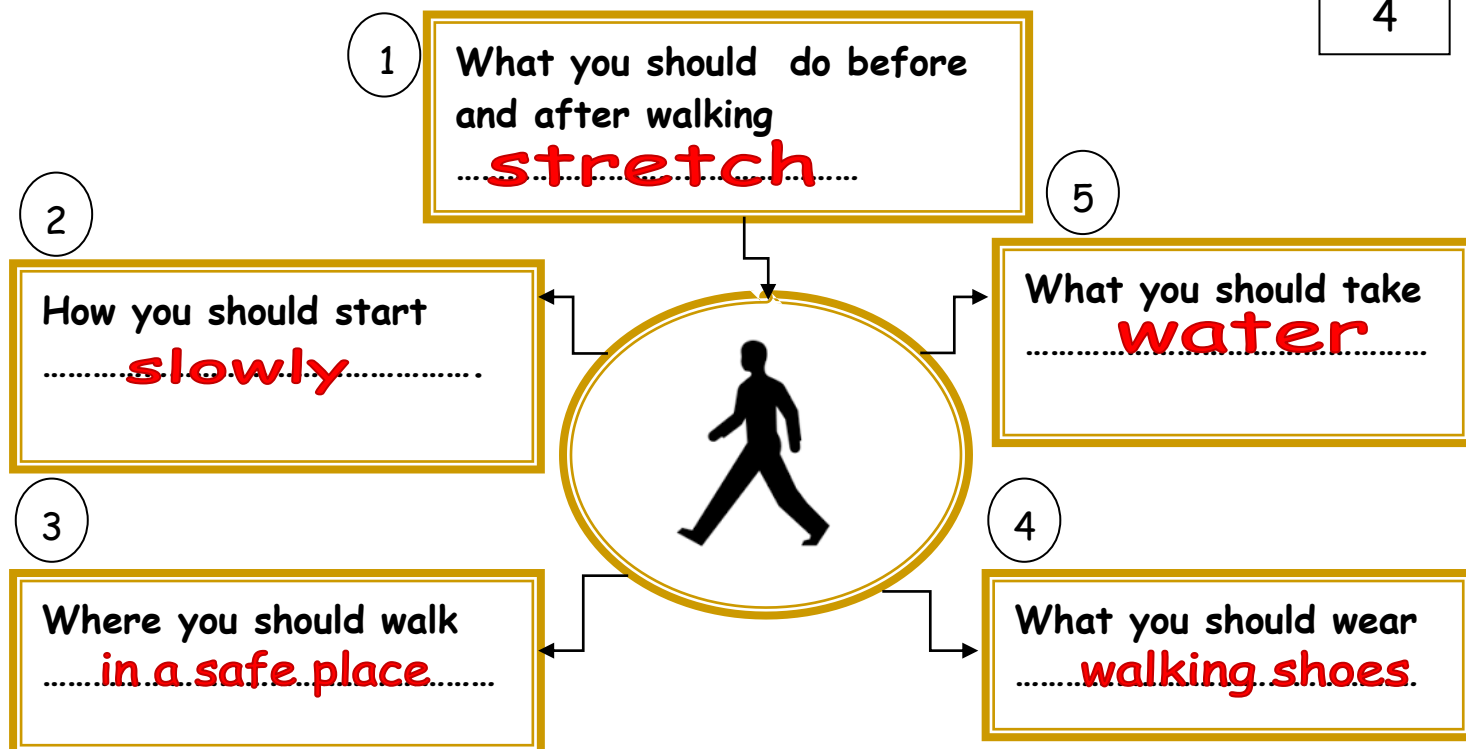 4
1
What you should do before
and after walking
stretch
2
How you should start
slowly
3
Where you should walk
in a safe place
4
What you should wear
walking shoes
5
What you should take
water